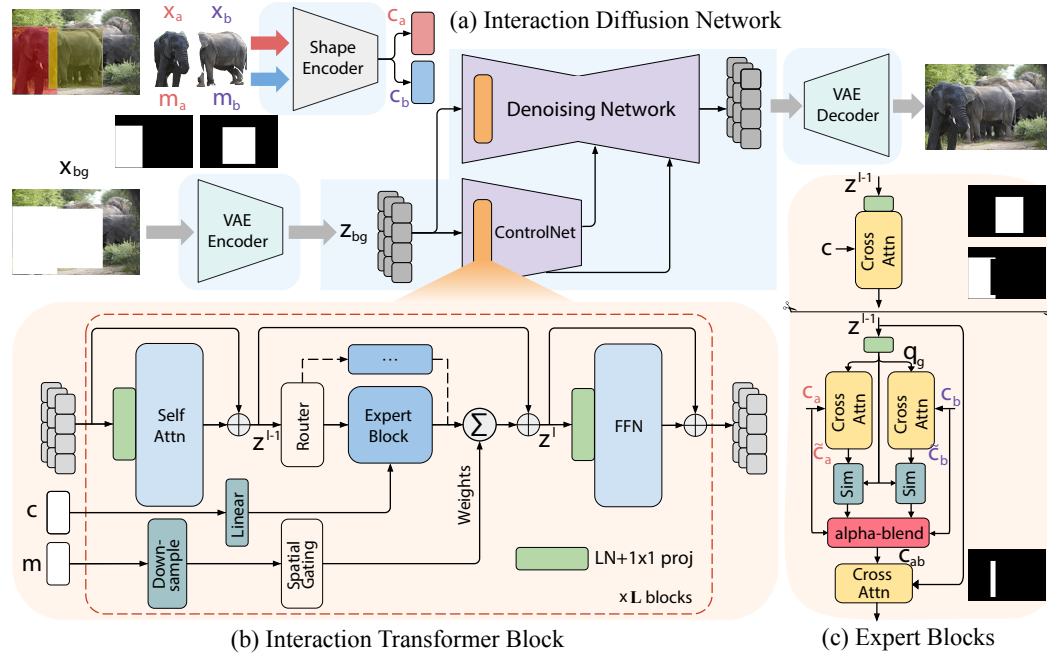 (a) Interaction Diffusion Network
x_a
x_b
c_a
Shape
Encoder
c_b
m_a
m_b
x_bg
Denoising Network
VAE
Decoder
VAE
Encoder
z_bg
ControlNet
z^{l-1}
c
Cross
Attn
z^{l-1}
q_g
c_a
Cross
Attn
Cross
Attn
c_b
c̃_a
c̃_b
Sim
Sim
alpha-blend
c_ab
Cross
Attn
...
Self
Attn
z^{l-1}
Router
Expert
Block
Σ
z^l
FFN
Weights
c
Linear
m
Down-
sample
Spatial
Gating
LN+1x1 proj
x L blocks
(b) Interaction Transformer Block
(c) Expert Blocks